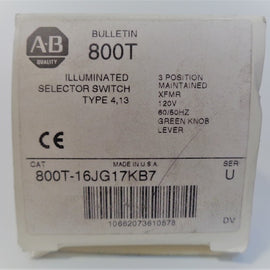 AB
QUALITY
BULLETIN
800T
ILLUMINATED
SELECTOR SWITCH
TYPE 4,13
3 POSITION
MAINTAINED
XFMR
120V
60/50HZ
GREEN KNOB
LEVER
CE
CAT
MADE IN U.S.A.
SER
800T-16JG17KB7
U
10662073610578
DV